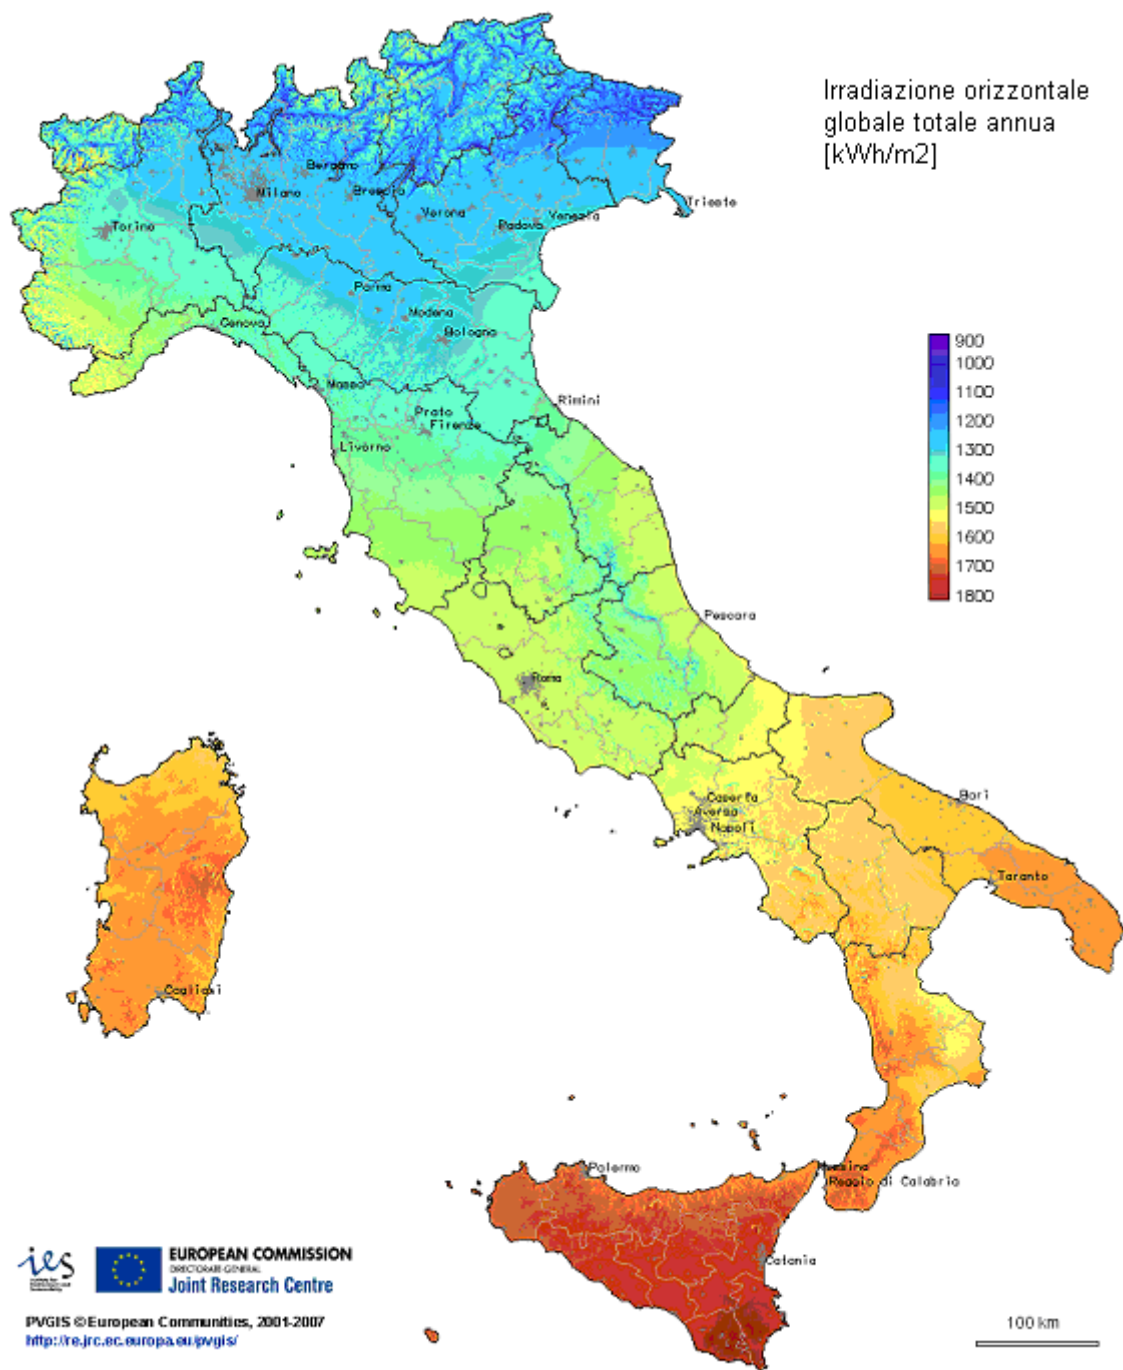 Irradiazione orizzontale
globale totale annua
[kWh/m2]
Bergamo
Milano
Brescia
Trieste
Verona
Venezia
Padova
Torino
Parma
Modena
Genova
Bologna
900
1000
1100
1200
1300
1400
1500
1600
1700
1800
Massa
Rimini
Prato
Firenze
Livorno
Pescara
Roma
Bari
Caserta
Aversa
Napoli
Taranto
Cagliari
Palermo
Messina
Reggio di Calabria
Catania
ies
EUROPEAN COMMISSION
DIRECTORATE-GENERAL
Joint Research Centre
PVGIS © European Communities, 2001-2007
http://re.jrc.ec.europa.eu/pvgis/
100 km